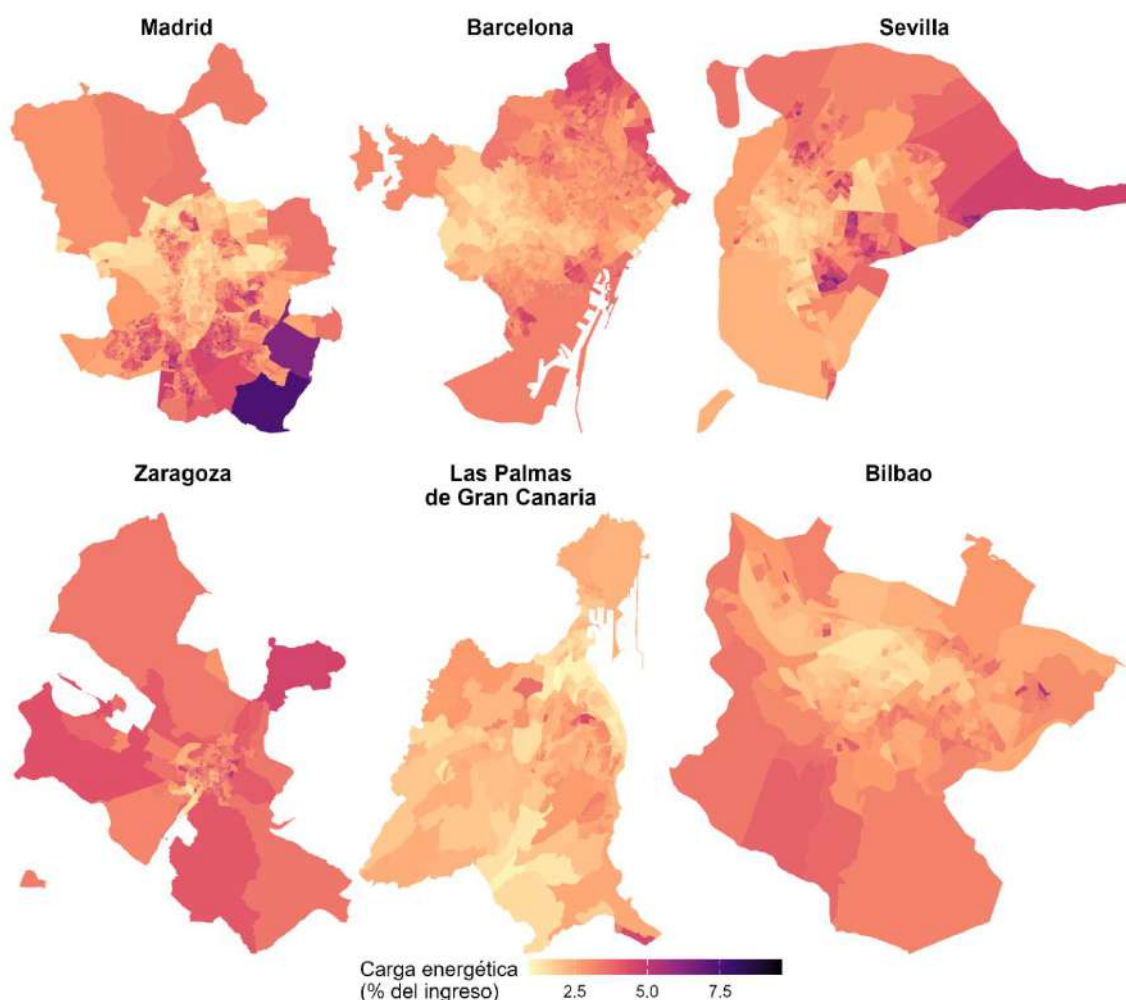 Madrid
Barcelona
Sevilla
Zaragoza
Las Palmas
de Gran Canaria
Bilbao
Carga energética
(% del ingreso)
2.5
5.0
7.5